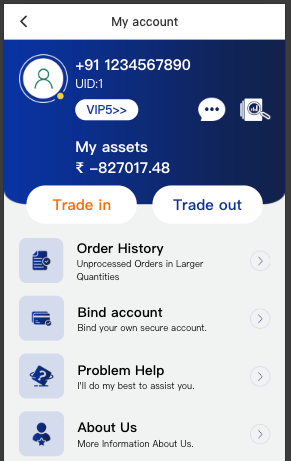 My account
+91 1234567890
UID:1
VIP5>>
My assets
₹ −827017.48
Trade in
Trade out
Order History
Unprocessed Orders in Larger
Quantities
Bind account
Bind your own secure account.
Problem Help
I'll do my best to assist you.
About Us
More Information About Us.